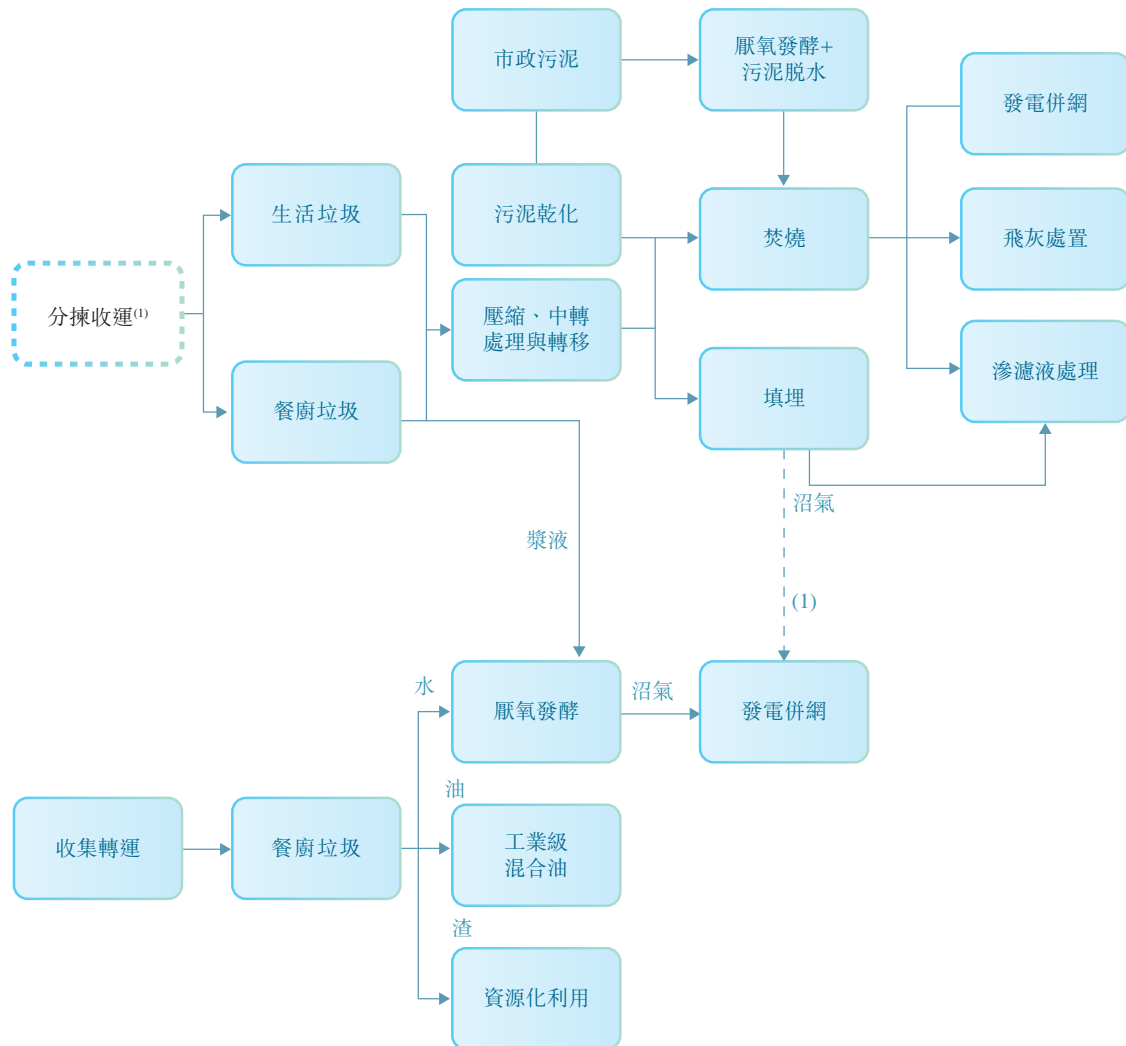 市政污泥
厭氧發酵+
污泥脱水
發電併網
生活垃圾
污泥乾化
焚燒
飛灰處置
分揀收運(1)
壓縮、中轉
處理與轉移
餐廚垃圾
填埋
滲濾液處理
沼氣
漿液
(1)
水
厭氧發酵
沼氣
發電併網
油
收集轉運
餐廚垃圾
工業級
混合油
渣
資源化利用